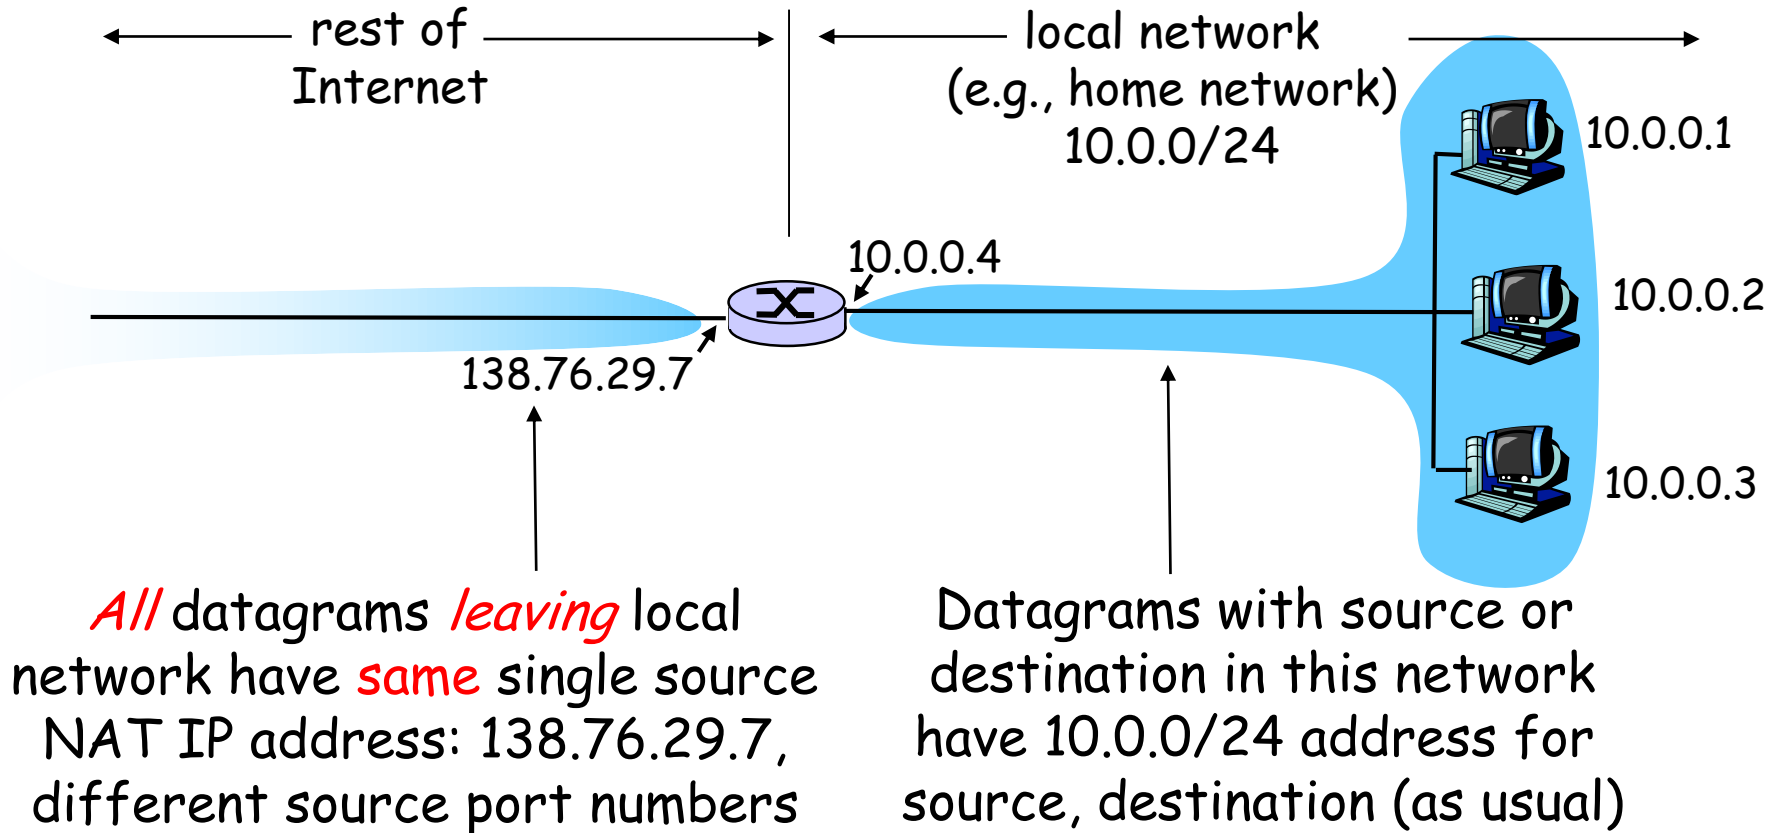 rest of
Internet
local network
(e.g., home network)
10.0.0/24
10.0.0.1
10.0.0.4
10.0.0.2
138.76.29.7
10.0.0.3
All datagrams leaving local
network have same single source
NAT IP address: 138.76.29.7,
different source port numbers
Datagrams with source or
destination in this network
have 10.0.0/24 address for
source, destination (as usual)